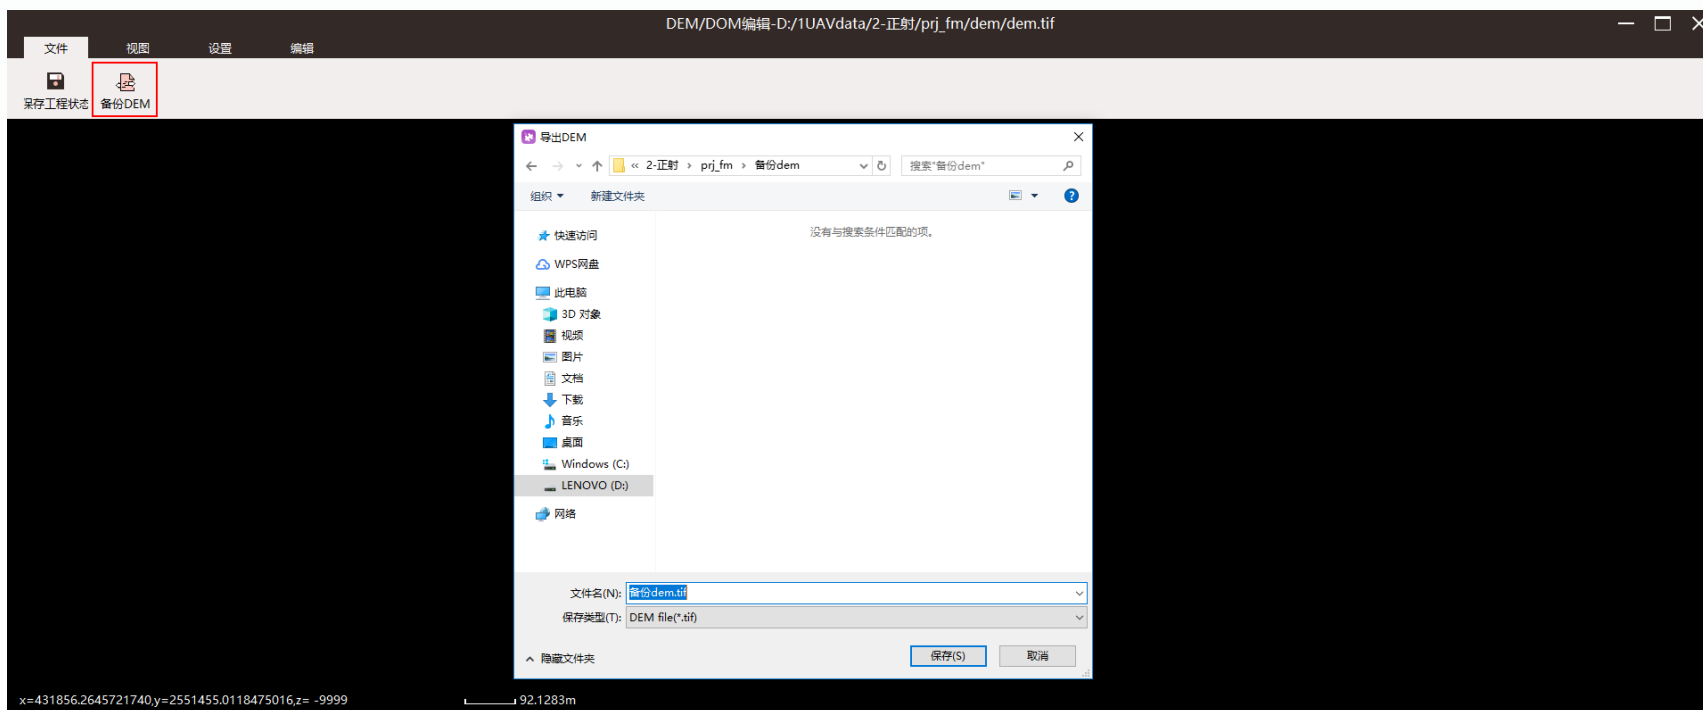 DEM/DOM编辑-D:/1UAVdata/2-正射/prj_fm/dem/dem.tif
文件 视图 设置 编辑
保存工程状态 备份DEM
导出DEM
« 2-正射 › prj_fm › 备份dem 搜索"备份dem"
组织 新建文件夹
快速访问
没有与搜索条件匹配的项。
WPS网盘
此电脑
3D 对象
视频
图片
文档
下载
音乐
桌面
Windows (C:)
LENOVO (D:)
网络
文件名(N): 备份dem.tif
保存类型(T): DEM file(*.tif)
隐藏文件夹 保存(S) 取消
x=431856.2645721740,y=2551455.0118475016,z= -9999 92.1283m